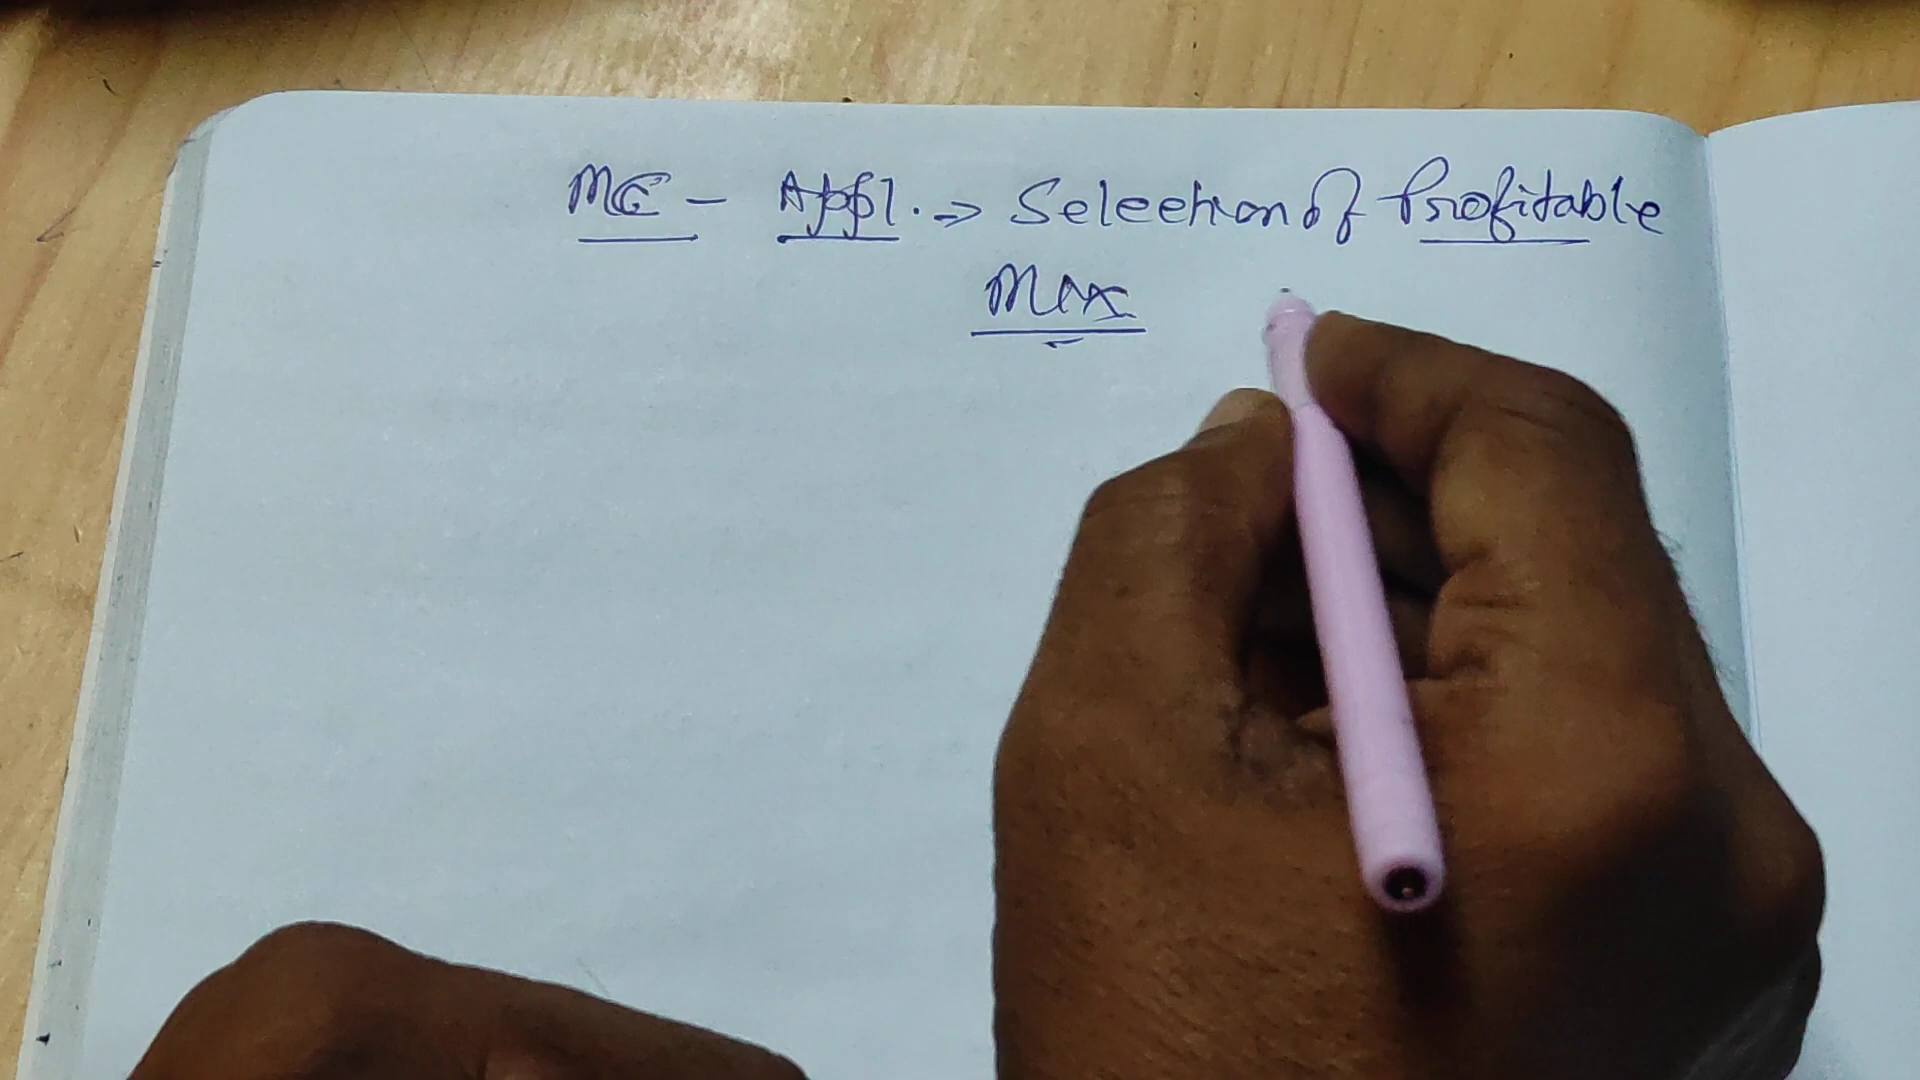 MC - Appl. => Selection of Profitable
Mix